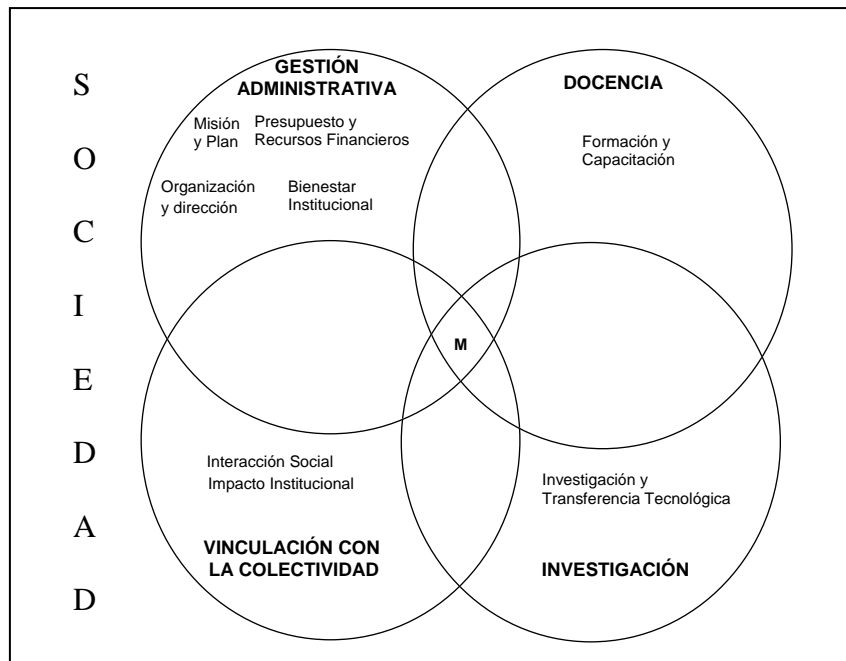 S
O
C
I
E
D
A
D
GESTIÓN
ADMINISTRATIVA
Misión
y Plan
Presupuesto y
Recursos Financieros
Organización
y dirección
Bienestar
Institucional
DOCENCIA
Formación y
Capacitación
M
Interacción Social
Impacto Institucional
VINCULACIÓN CON
LA COLECTIVIDAD
Investigación y
Transferencia Tecnológica
INVESTIGACIÓN